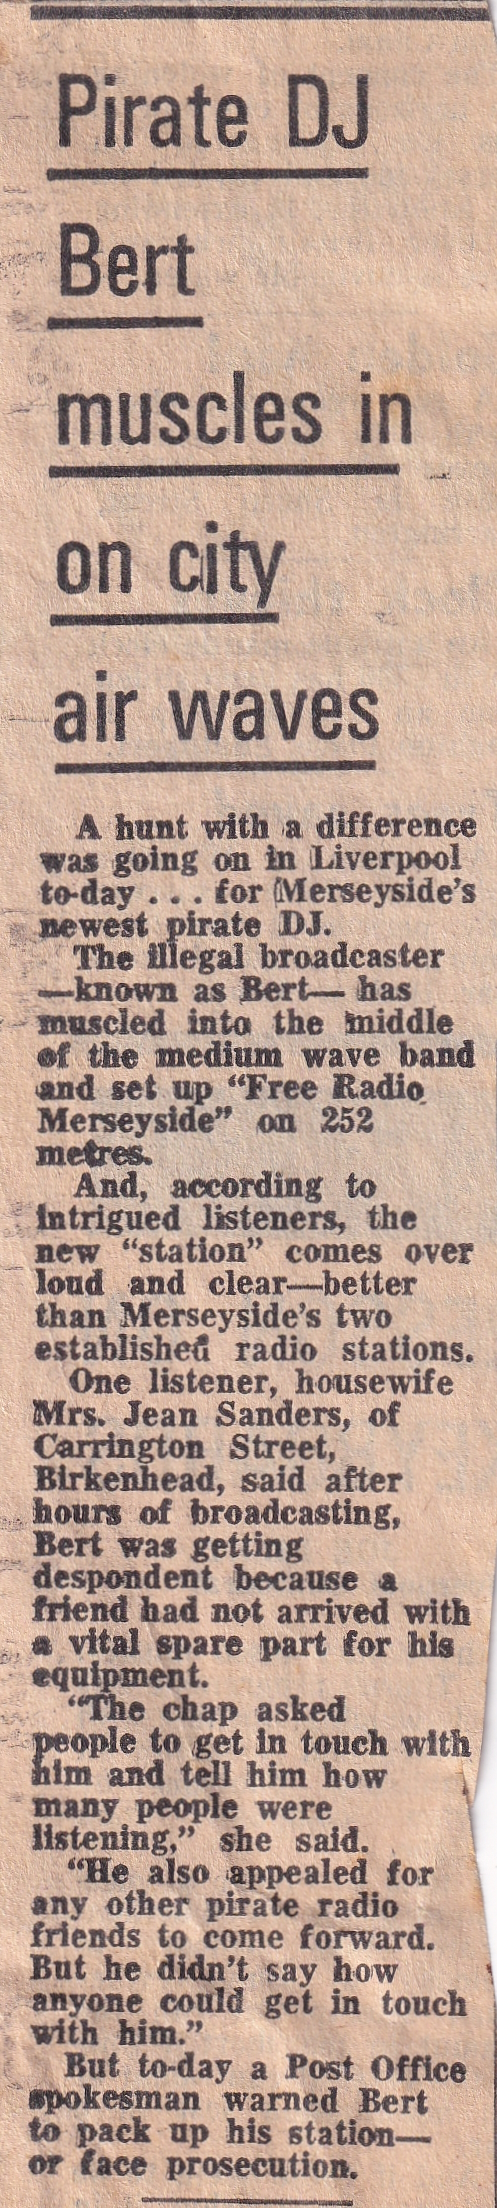 Pirate DJ
Bert
muscles in
on city
air waves
A hunt with a difference
was going on in Liverpool
to-day . . . for Merseyside's
newest pirate DJ.
The illegal broadcaster
—known as Bert— has
muscled into the middle
of the medium wave band
and set up "Free Radio
Merseyside" on 252
metres.
And, according to
intrigued listeners, the
new "station" comes over
loud and clear—better
than Merseyside's two
established radio stations.
One listener, housewife
Mrs. Jean Sanders, of
Carrington Street,
Birkenhead, said after
hours of broadcasting,
Bert was getting
despondent because a
friend had not arrived with
a vital spare part for his
equipment.
"The chap asked
people to get in touch with
him and tell him how
many people were
listening," she said.
"He also appealed for
any other pirate radio
friends to come forward.
But he didn't say how
anyone could get in touch
with him."
But to-day a Post Office
spokesman warned Bert
to pack up his station—
or face prosecution.